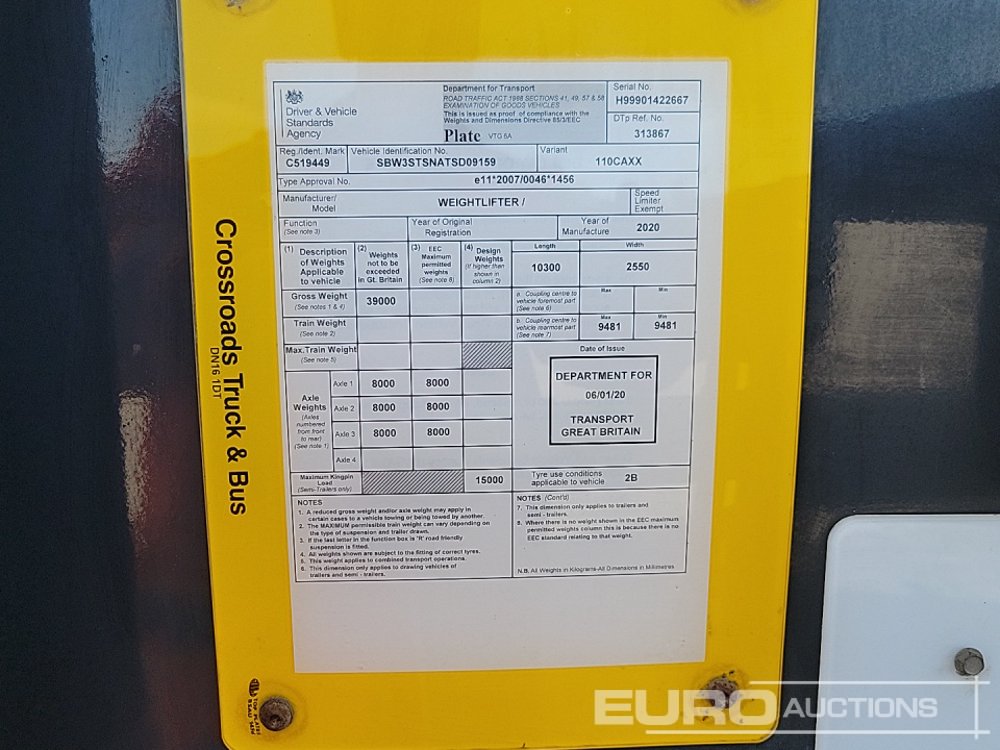 Driver & Vehicle
Standards
Agency
Department for Transport
ROAD TRAFFIC ACT 1988 SECTIONS 41, 49, 57 & 58
EXAMINATION OF GOODS VEHICLES
This is issued as proof of compliance with the
Weights and Dimensions Directive 85/3/EEC
Plate VTG 6A
Serial No.
H99901422667
DTp Ref. No.
313867
Reg./Ident. Mark
C519449
Vehicle Identification No.
SBW3STSNATSD09159
Variant
110CAXX
Type Approval No.
e11*2007/0046*1456
Manufacturer/
Model
WEIGHTLIFTER /
Speed
Limiter
Exempt
Function
(See note 3)
Year of Original
Registration
Year of
Manufacture
2020
(1) Description
of Weights
Applicable
to vehicle
(2) Weights
not to be
exceeded
in Gt. Britain
(3) EEC
Maximum
permitted
weights
(See note 8)
(4) Design
Weights
(if higher than
shown in
column 2)
Length
10300
Width
2550
Gross Weight
(See notes 1 & 4)
39000
a. Coupling centre to
vehicle foremost part
(See note 6)
Max
Min
Train Weight
(See note 2)
b. Coupling centre to
vehicle rearmost part
(See note 7)
Max
9481
Min
9481
Max.Train Weight
(See note 5)
Date of Issue
DEPARTMENT FOR
06/01/20
TRANSPORT
GREAT BRITAIN
Axle
Weights
(Axles
numbered
from front
to rear)
(See note 1)
Axle 1 8000 8000
Axle 2 8000 8000
Axle 3 8000 8000
Axle 4
Maximum Kingpin
Load
(Semi-Trailers only)
15000
Tyre use conditions
applicable to vehicle
2B
NOTES
1. A reduced gross weight and/or axle weight may apply in
certain cases to a vehicle towing or being towed by another.
2. The MAXIMUM permissible train weight can vary depending on
the type of suspension and trailer drawn.
3. If the last letter in the function box is 'R' road friendly
suspension is fitted.
4. All weights shown are subject to the fitting of correct tyres.
5. This weight applies to combined transport operations.
6. This dimension only applies to drawing vehicles of
trailers and semi - trailers.
NOTES (Cont'd)
7. This dimension only applies to trailers and
semi - trailers.
8. Where there is no weight shown in the EEC maximum
permitted weights column this is because there is no
EEC standard relating to that weight.
N.B. All Weights in Kilograms-All Dimensions in Millimetres
Crossroads Truck & Bus
DN16 1DT
EURO AUCTIONS